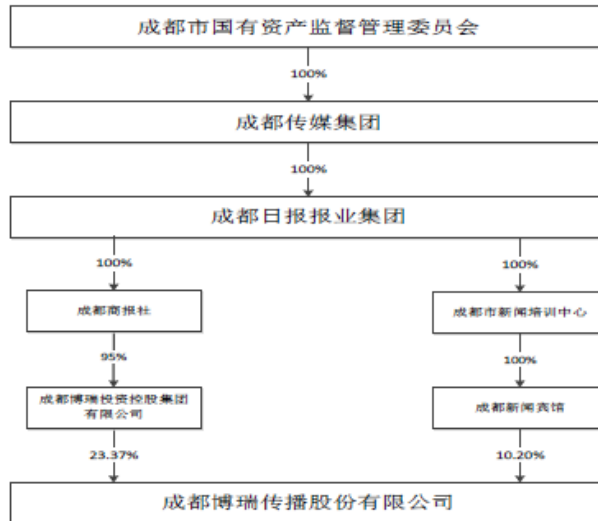 成都市国有资产监督管理委员会
100%
成都传媒集团
100%
成都日报报业集团
100%
100%
成都商报社
成都市新闻培训中心
95%
100%
成都博瑞投资控股集团
有限公司
成都新闻宾馆
23.37%
10.20%
成都博瑞传播股份有限公司